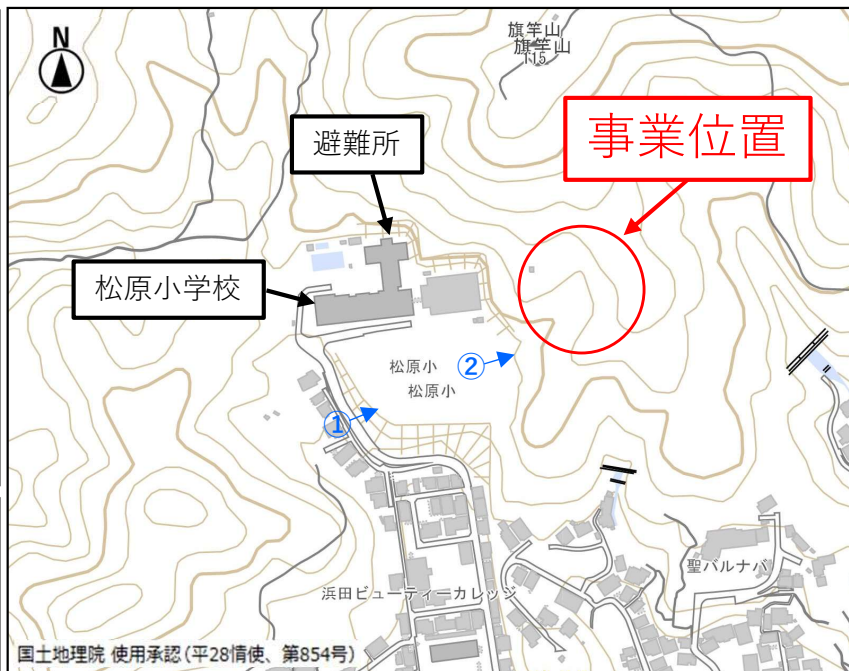 N
旗竿山
旗竿山
115
事業位置
避難所
松原小学校
松原小
②
松原小
①
聖バルナバ
浜田ビューティーカレッジ
国土地理院 使用承認(平28情使、第854号)